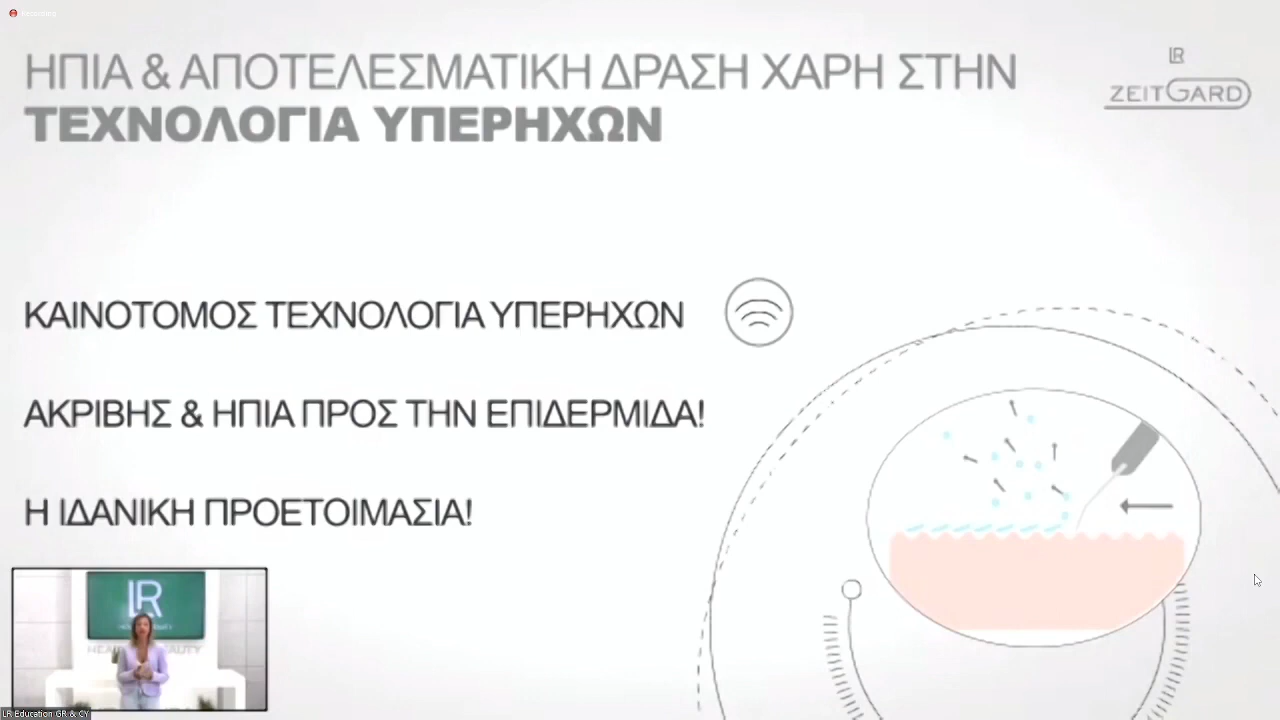 Recording
ΗΠΙΑ & ΑΠΟΤΕΛΕΣΜΑΤΙΚΗ ΔΡΑΣΗ ΧΑΡΗ ΣΤΗΝ
ΤΕΧΝΟΛΟΓΙΑ ΥΠΕΡΗΧΩΝ
LR
ZEITGARD
ΚΑΙΝΟΤΟΜΟΣ ΤΕΧΝΟΛΟΓΙΑ ΥΠΕΡΗΧΩΝ
ΑΚΡΙΒΗΣ & ΗΠΙΑ ΠΡΟΣ ΤΗΝ ΕΠΙΔΕΡΜΙΔΑ!
Η ΙΔΑΝΙΚΗ ΠΡΟΕΤΟΙΜΑΣΙΑ!
LR
LR Education GR & CY